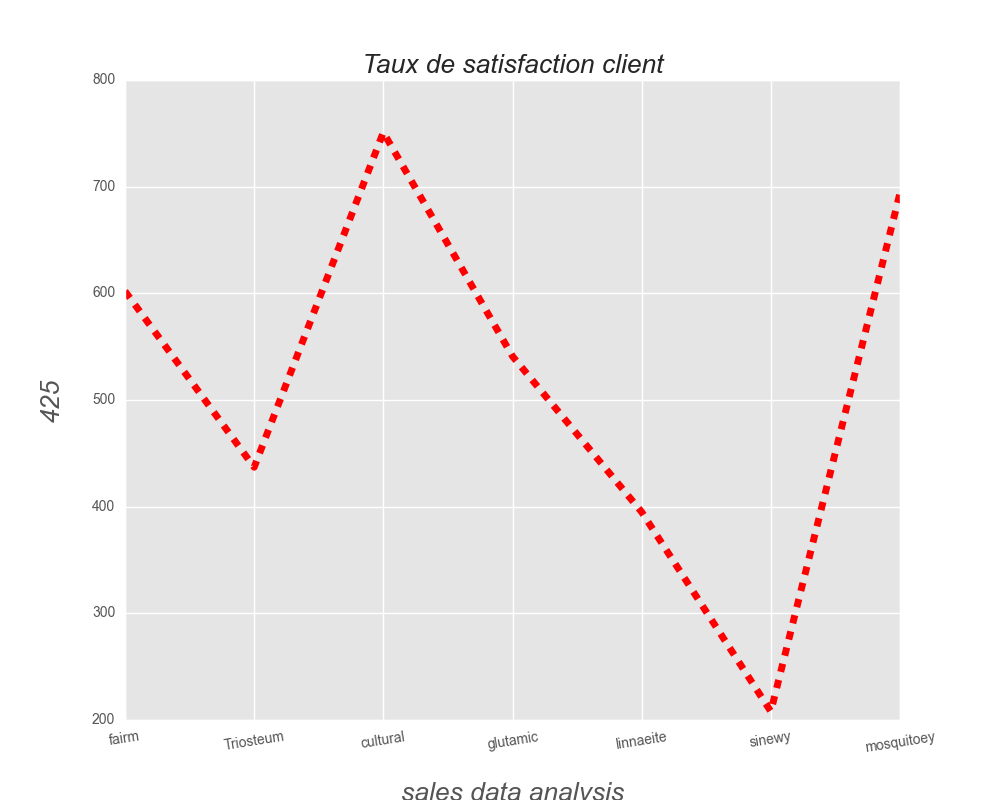 Taux de satisfaction client
800
700
600
500
400
300
200
425
fairm
Triosteum
cultural
glutamic
linnaeite
sinewy
mosquitoey
sales data analysis